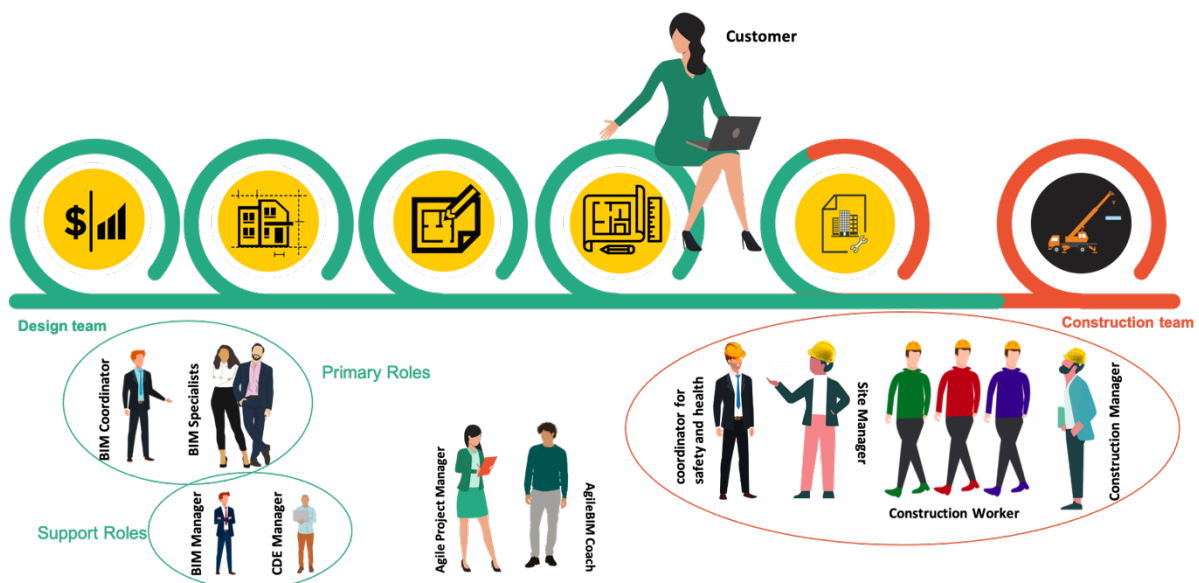 Customer
$
Design team
Construction team
BIM Coordinator
BIM Specialists
Primary Roles
coordinator for
safety and health
Site Manager
Construction Manager
Construction Worker
Agile Project Manager
AgileBIM Coach
Support Roles
BIM Manager
CDE Manager